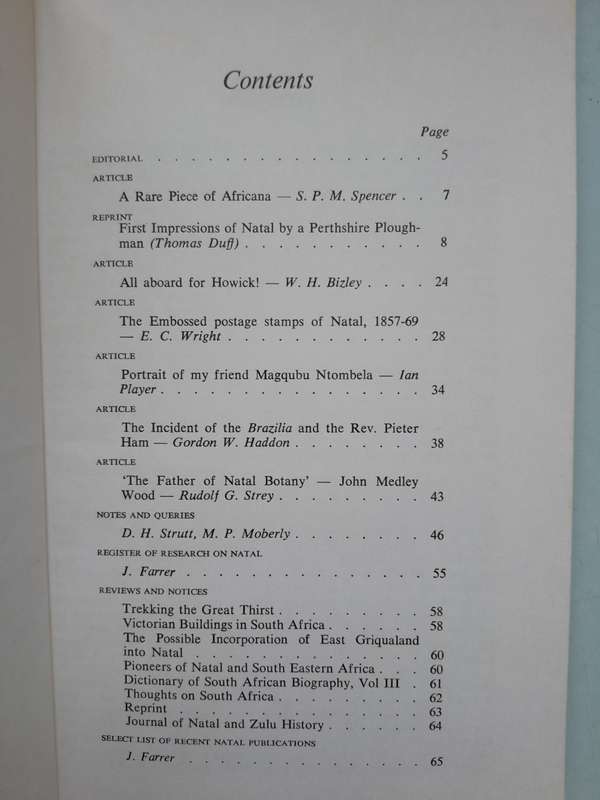 Contents
Page
EDITORIAL . . . . . . . . . . . . . . . . . 5
ARTICLE
A Rare Piece of Africana — S. P. M. Spencer . . 7
REPRINT
First Impressions of Natal by a Perthshire Plough-
man (Thomas Duff) . . . . . . . . . . . 8
ARTICLE
All aboard for Howick! — W. H. Bizley . . . . 24
ARTICLE
The Embossed postage stamps of Natal, 1857-69
— E. C. Wright . . . . . . . . . . . . 28
ARTICLE
Portrait of my friend Magqubu Ntombela — Ian
Player . . . . . . . . . . . . . . . . 34
ARTICLE
The Incident of the Brazilia and the Rev. Pieter
Ham — Gordon W. Haddon . . . . . . . . 38
ARTICLE
'The Father of Natal Botany' — John Medley
Wood — Rudolf G. Strey . . . . . . . . . 43
NOTES AND QUERIES
D. H. Strutt, M. P. Moberly . . . . . . . . 46
REGISTER OF RESEARCH ON NATAL
J. Farrer . . . . . . . . . . . . . . . 55
REVIEWS AND NOTICES
Trekking the Great Thirst . . . . . . . . . 58
Victorian Buildings in South Africa . . . . . . 58
The Possible Incorporation of East Griqualand
into Natal . . . . . . . . . . . . . . 60
Pioneers of Natal and South Eastern Africa . . . 60
Dictionary of South African Biography, Vol III . 61
Thoughts on South Africa . . . . . . . . . 62
Reprint . . . . . . . . . . . . . . . 63
Journal of Natal and Zulu History . . . . . . 64
SELECT LIST OF RECENT NATAL PUBLICATIONS
J. Farrer . . . . . . . . . . . . . . . 65